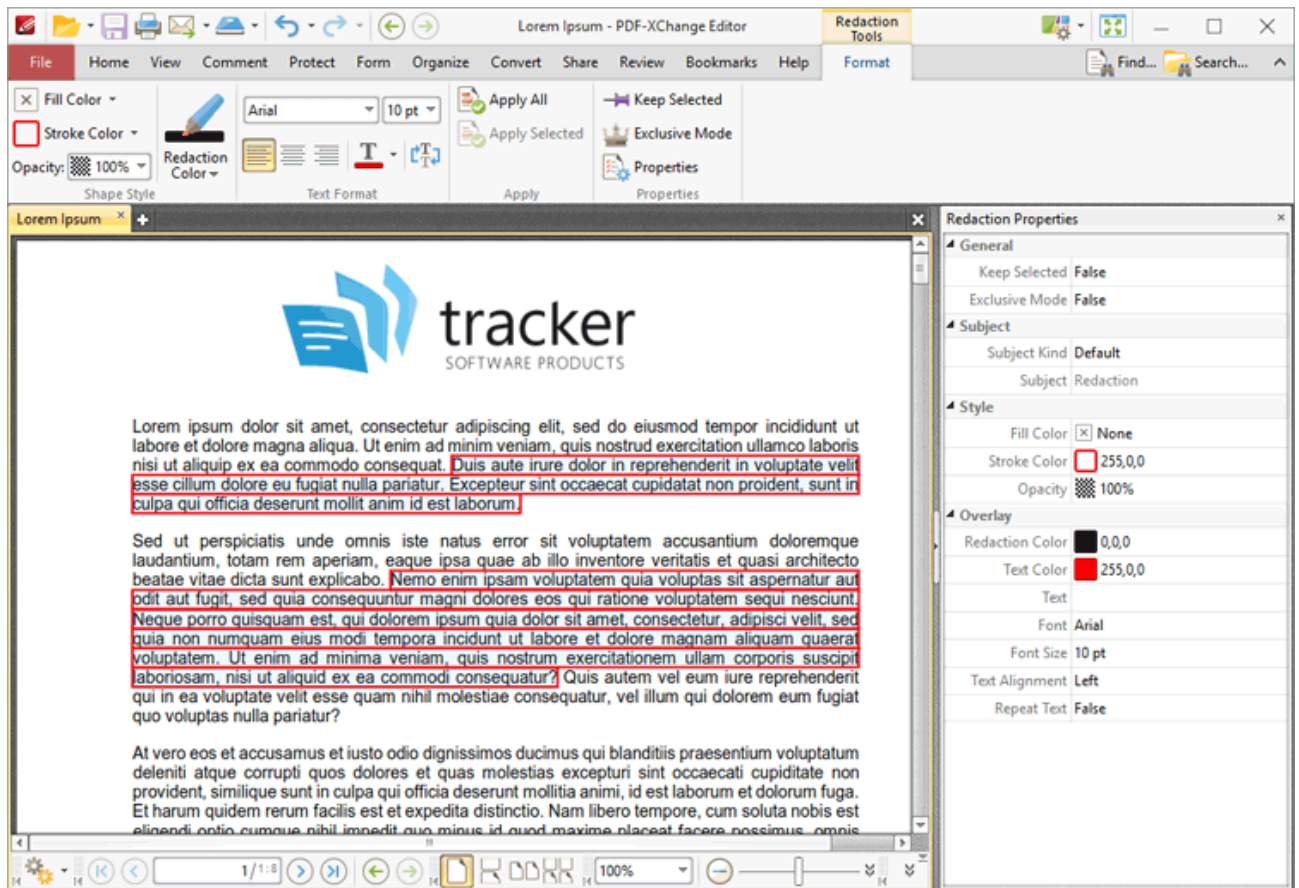 Lorem Ipsum - PDF-XChange Editor
Redaction Tools
File Home View Comment Protect Form Organize Convert Share Review Bookmarks Help Format Find... Search...
Fill Color
Stroke Color
Opacity: 100%
Redaction Color
Shape Style
Arial 10 pt
T
Text Format
Apply All
Apply Selected
Apply
Keep Selected
Exclusive Mode
Properties
Properties
Lorem Ipsum
tracker
SOFTWARE PRODUCTS
Lorem ipsum dolor sit amet, consectetur adipiscing elit, sed do eiusmod tempor incididunt ut
labore et dolore magna aliqua. Ut enim ad minim veniam, quis nostrud exercitation ullamco laboris
nisi ut aliquip ex ea commodo consequat. Duis aute irure dolor in reprehenderit in voluptate velit
esse cillum dolore eu fugiat nulla pariatur. Excepteur sint occaecat cupidatat non proident, sunt in
culpa qui officia deserunt mollit anim id est laborum.
Sed ut perspiciatis unde omnis iste natus error sit voluptatem accusantium doloremque
laudantium, totam rem aperiam, eaque ipsa quae ab illo inventore veritatis et quasi architecto
beatae vitae dicta sunt explicabo. Nemo enim ipsam voluptatem quia voluptas sit aspernatur aut
odit aut fugit, sed quia consequuntur magni dolores eos qui ratione voluptatem sequi nesciunt.
Neque porro quisquam est, qui dolorem ipsum quia dolor sit amet, consectetur, adipisci velit, sed
quia non numquam eius modi tempora incidunt ut labore et dolore magnam aliquam quaerat
voluptatem. Ut enim ad minima veniam, quis nostrum exercitationem ullam corporis suscipit
laboriosam, nisi ut aliquid ex ea commodi consequatur? Quis autem vel eum iure reprehenderit
qui in ea voluptate velit esse quam nihil molestiae consequatur, vel illum qui dolorem eum fugiat
quo voluptas nulla pariatur?
At vero eos et accusamus et iusto odio dignissimos ducimus qui blanditiis praesentium voluptatum
deleniti atque corrupti quos dolores et quas molestias excepturi sint occaecati cupiditate non
provident, similique sunt in culpa qui officia deserunt mollitia animi, id est laborum et dolorum fuga.
Et harum quidem rerum facilis est et expedita distinctio. Nam libero tempore, cum soluta nobis est
eligendi optio cumque nihil impedit quo minus id quod maxime placeat facere possimus, omnis
1/1:8
100%
Redaction Properties
General
Keep Selected False
Exclusive Mode False
Subject
Subject Kind Default
Subject Redaction
Style
Fill Color None
Stroke Color 255,0,0
Opacity 100%
Overlay
Redaction Color 0,0,0
Text Color 255,0,0
Text
Font Arial
Font Size 10 pt
Text Alignment Left
Repeat Text False